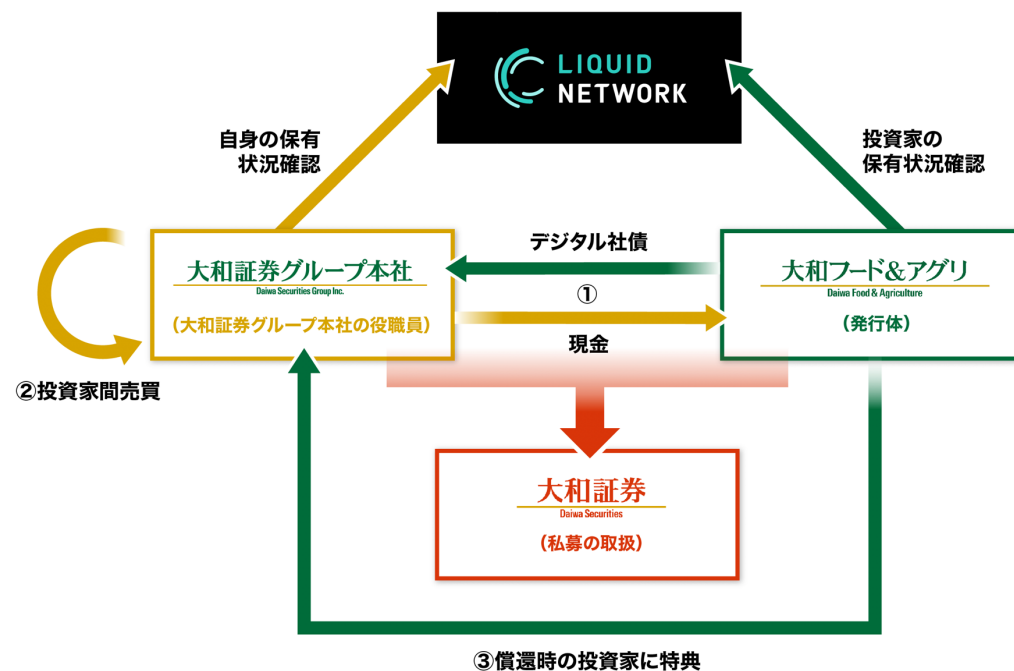 LIQUID
NETWORK
自身の保有
状況確認
投資家の
保有状況確認
大和証券グループ本社
Daiwa Securities Group Inc.
（大和証券グループ本社の役職員）
デジタル社債
①
現金
大和フード&アグリ
Daiwa Food & Agriculture
（発行体）
②投資家間売買
大和証券
Daiwa Securities
（私募の取扱）
③償還時の投資家に特典